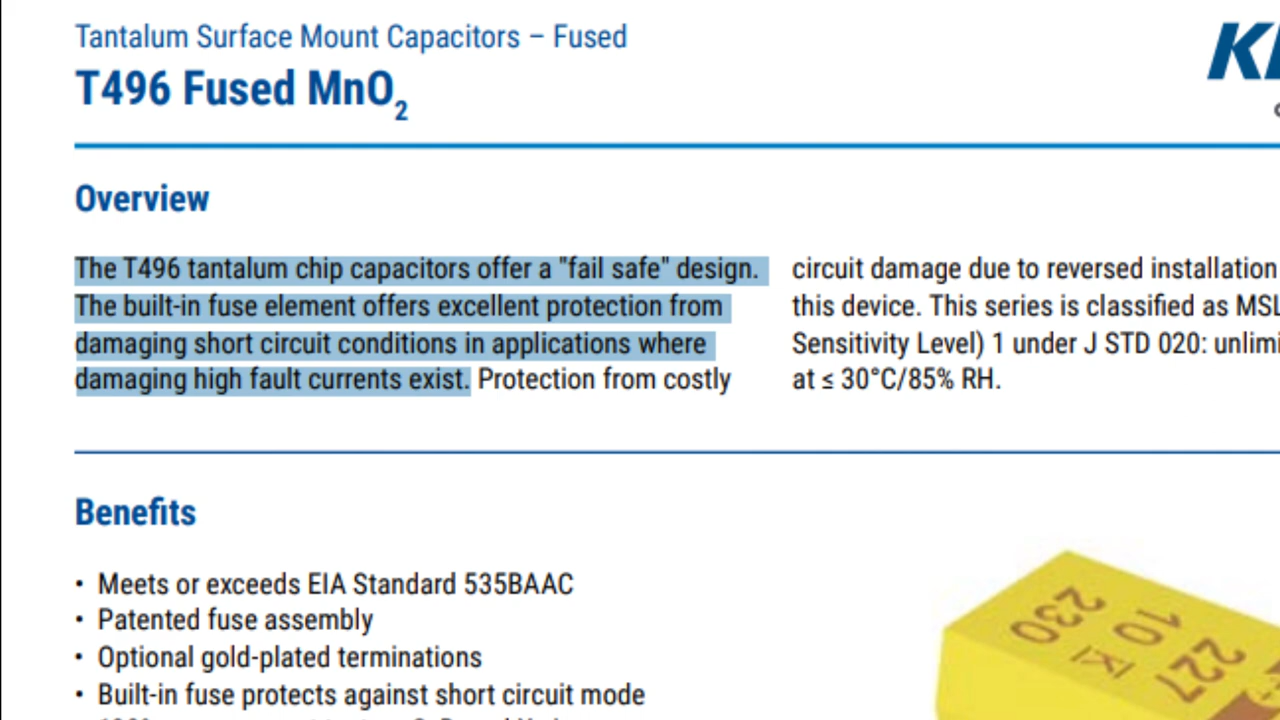 Tantalum Surface Mount Capacitors – Fused
T496 Fused MnO₂
Overview
The T496 tantalum chip capacitors offer a "fail safe" design.
The built-in fuse element offers excellent protection from
damaging short circuit conditions in applications where
damaging high fault currents exist. Protection from costly
circuit damage due to reversed installation
this device. This series is classified as MSL
Sensitivity Level) 1 under J STD 020: unlimi
at ≤ 30°C/85% RH.
Benefits
• Meets or exceeds EIA Standard 535BAAC
• Patented fuse assembly
• Optional gold-plated terminations
• Built-in fuse protects against short circuit mode
227
10 K
230